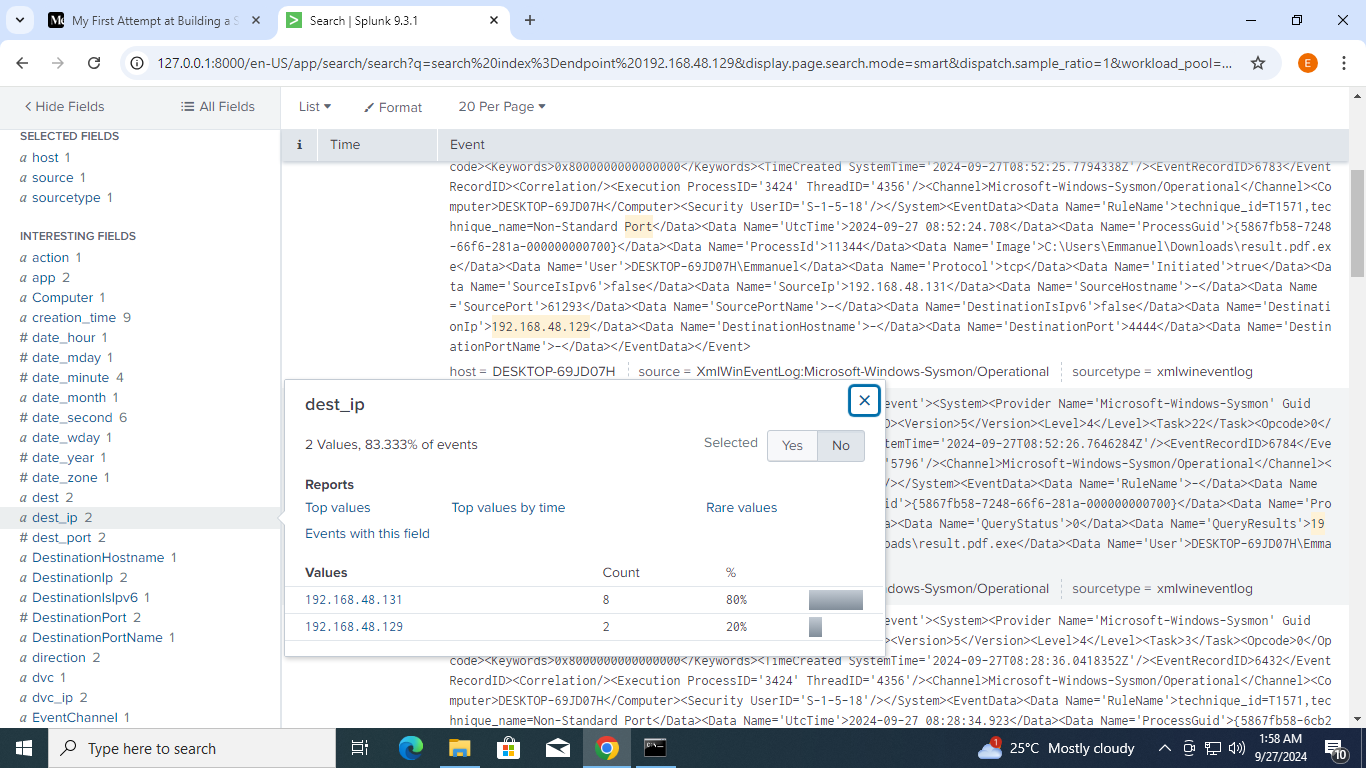 My First Attempt at Building a S
Search | Splunk 9.3.1
127.0.0.1:8000/en-US/app/search/search?q=search%20index%3Dendpoint%20192.168.48.129&display.page.search.mode=smart&dispatch.sample_ratio=1&workload_pool=...
E
Hide Fields
All Fields
List
Format
20 Per Page
SELECTED FIELDS
a host 1
a source 1
a sourcetype 1
INTERESTING FIELDS
a action 1
a app 2
a Computer 1
a creation_time 9
# date_hour 1
# date_mday 1
# date_minute 4
a date_month 1
# date_second 6
a date_wday 1
# date_year 1
# date_zone 1
a dest 2
a dest_ip 2
# dest_port 2
a DestinationHostname 1
a DestinationIp 2
a DestinationIsIpv6 1
# DestinationPort 2
a DestinationPortName 1
a direction 2
a dvc 1
a dvc_ip 2
a EventChannel 1
i Time Event
code><Keywords>0x8000000000000000</Keywords><TimeCreated SystemTime='2024-09-27T08:52:25.7794338Z'/><EventRecordID>6783</Event
RecordID><Correlation/><Execution ProcessID='3424' ThreadID='4356'/><Channel>Microsoft-Windows-Sysmon/Operational</Channel><Co
mputer>DESKTOP-69JD07H</Computer><Security UserID='S-1-5-18'/></System><EventData><Data Name='RuleName'>technique_id=T1571,tec
hnique_name=Non-Standard Port</Data><Data Name='UtcTime'>2024-09-27 08:52:24.708</Data><Data Name='ProcessGuid'>{5867fb58-7248
-66f6-281a-000000000700}</Data><Data Name='ProcessId'>11344</Data><Data Name='Image'>C:\Users\Emmanuel\Downloads\result.pdf.ex
e</Data><Data Name='User'>DESKTOP-69JD07H\Emmanuel</Data><Data Name='Protocol'>tcp</Data><Data Name='Initiated'>true</Data><Da
ta Name='SourceIsIpv6'>false</Data><Data Name='SourceIp'>192.168.48.131</Data><Data Name='SourceHostname'>-</Data><Data Name
='SourcePort'>61293</Data><Data Name='SourcePortName'>-</Data><Data Name='DestinationIsIpv6'>false</Data><Data Name='Destinati
onIp'>192.168.48.129</Data><Data Name='DestinationHostname'>-</Data><Data Name='DestinationPort'>4444</Data><Data Name='Destin
ationPortName'>-</Data></EventData></Event>
host = DESKTOP-69JD07H source = XmlWinEventLog:Microsoft-Windows-Sysmon/Operational sourcetype = xmlwineventlog
dest_ip
2 Values, 83.333% of events
Selected Yes No
Reports
Top values Top values by time Rare values
Events with this field
Values Count %
192.168.48.131 8 80%
192.168.48.129 2 20%
event'><System><Provider Name='Microsoft-Windows-Sysmon' Guid
D><Version>5</Version><Level>4</Level><Task>22</Task><Opcode>0</
temTime='2024-09-27T08:52:26.7646284Z'/><EventRecordID>6784</Eve
'5796'/><Channel>Microsoft-Windows-Sysmon/Operational</Channel><
/></System><EventData><Data Name='RuleName'>-</Data><Data Name
id'>{5867fb58-7248-66f6-281a-000000000700}</Data><Data Name='Pro
a><Data Name='QueryStatus'>0</Data><Data Name='QueryResults'>19
oads\result.pdf.exe</Data><Data Name='User'>DESKTOP-69JD07H\Emma
dows-Sysmon/Operational sourcetype = xmlwineventlog
event'><System><Provider Name='Microsoft-Windows-Sysmon' Guid
><Version>5</Version><Level>4</Level><Task>3</Task><Opcode>0</Op
code><Keywords>0x8000000000000000</Keywords><TimeCreated SystemTime='2024-09-27T08:28:36.0418352Z'/><EventRecordID>6432</Event
RecordID><Correlation/><Execution ProcessID='3424' ThreadID='4356'/><Channel>Microsoft-Windows-Sysmon/Operational</Channel><Co
mputer>DESKTOP-69JD07H</Computer><Security UserID='S-1-5-18'/></System><EventData><Data Name='RuleName'>technique_id=T1571,tec
hnique_name=Non-Standard Port</Data><Data Name='UtcTime'>2024-09-27 08:28:34.923</Data><Data Name='ProcessGuid'>{5867fb58-6cb2
Type here to search
1
25°C Mostly cloudy
1:58 AM
9/27/2024
10